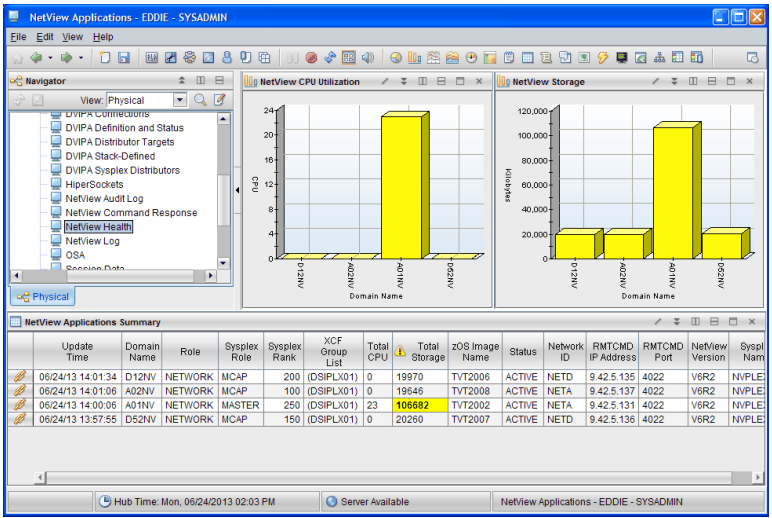 NetView Applications - EDDIE - SYSADMIN
File Edit View Help
Navigator
View: Physical
DVIPA Connections
DVIPA Definition and Status
DVIPA Distributor Targets
DVIPA Stack-Defined
DVIPA Sysplex Distributors
HiperSockets
NetView Audit Log
NetView Command Response
NetView Health
NetView Log
OSA
Session Data
Physical
NetView CPU Utilization
24
20
16
12
8
4
0
CPU
D12NV A02NV A01NV D52NV
Domain Name
NetView Storage
120,000
100,000
80,000
60,000
40,000
20,000
0
Kilobytes
D12NV A02NV A01NV D52NV
Domain Name
NetView Applications Summary
Update Time Domain Name Role Sysplex Role Sysplex Rank XCF Group List Total CPU Total Storage zOS Image Name Status Network ID RMTCMD IP Address RMTCMD Port NetView Version Syspl Nam
06/24/13 14:01:34 D12NV NETWORK MCAP 200 (DSIPLX01) 0 19970 TVT2006 ACTIVE NETD 9.42.5.135 4022 V6R2 NVPLE
06/24/13 14:01:06 A02NV NETWORK MCAP 100 (DSIPLX01) 0 19646 TVT2008 ACTIVE NETA 9.42.5.137 4022 V6R2 NVPLE
06/24/13 14:00:06 A01NV NETWORK MASTER 250 (DSIPLX01) 23 106682 TVT2002 ACTIVE NETA 9.42.5.131 4022 V6R2 NVPLE
06/24/13 13:57:55 D52NV NETWORK MCAP 150 (DSIPLX01) 0 20260 TVT2007 ACTIVE NETD 9.42.5.136 4022 V6R2 NVPLE
Hub Time: Mon, 06/24/2013 02:03 PM
Server Available
NetView Applications - EDDIE - SYSADMIN